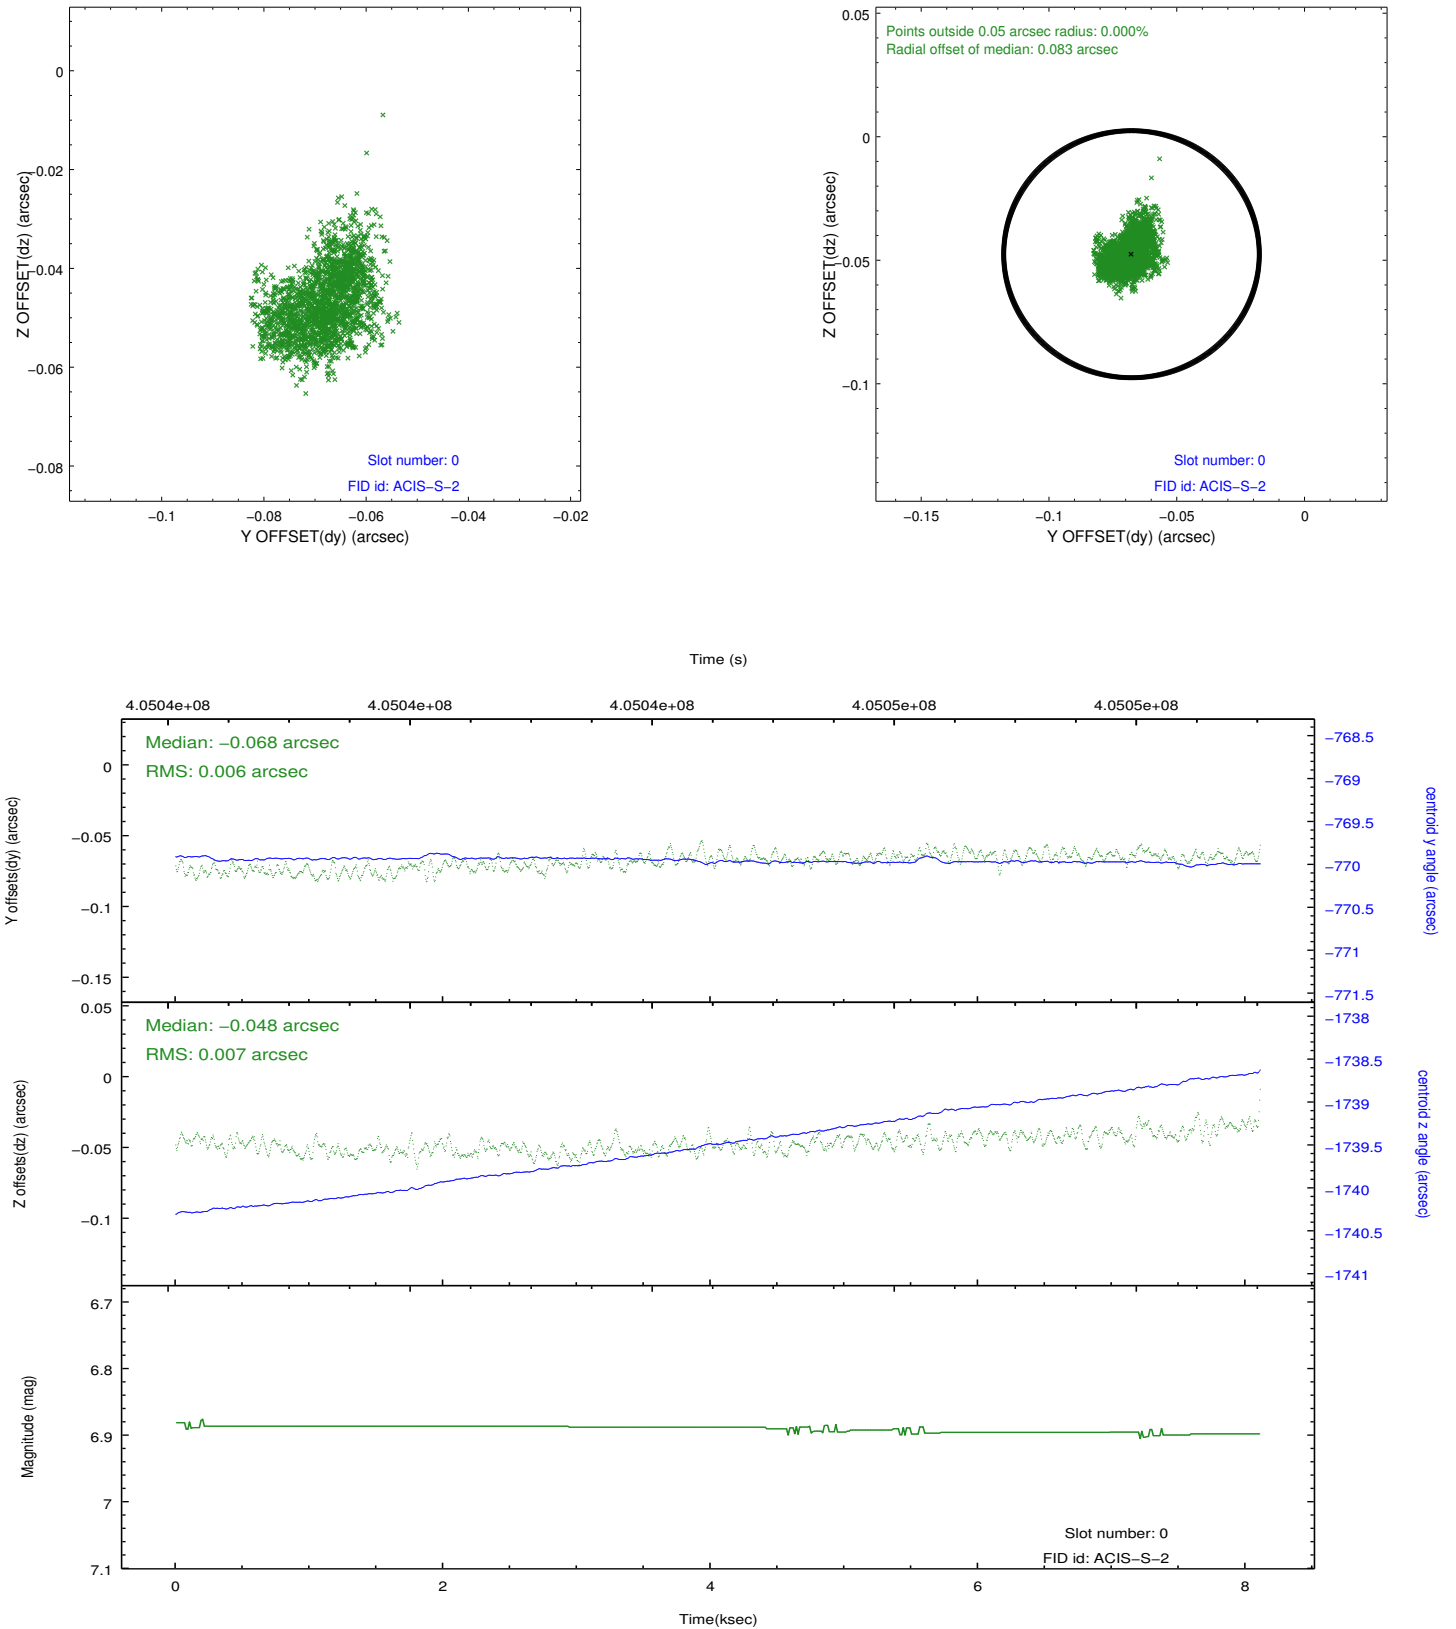 0
−0.02
−0.04
−0.06
−0.08
Z OFFSET(dz) (arcsec)
Slot number: 0
FID id: ACIS−S−2
−0.1
−0.08
−0.06
−0.04
−0.02
Y OFFSET(dy) (arcsec)
0.05
Points outside 0.05 arcsec radius: 0.000%
Radial offset of median: 0.083 arcsec
0
−0.05
−0.1
Z OFFSET(dz) (arcsec)
Slot number: 0
FID id: ACIS−S−2
−0.15
−0.1
−0.05
0
Y OFFSET(dy) (arcsec)
Time (s)
4.0504e+08
4.0504e+08
4.0504e+08
4.0505e+08
4.0505e+08
Median: −0.068 arcsec
RMS: 0.006 arcsec
0
−0.05
−0.1
−0.15
Y offsets(dy) (arcsec)
−768.5
−769
−769.5
−770
−770.5
−771
−771.5
centroid y angle (arcsec)
0.05
Median: −0.048 arcsec
RMS: 0.007 arcsec
0
−0.05
−0.1
Z offsets(dz) (arcsec)
−1738
−1738.5
−1739
−1739.5
−1740
−1740.5
−1741
centroid z angle (arcsec)
6.7
6.8
6.9
7
7.1
Magnitude (mag)
Slot number: 0
FID id: ACIS−S−2
0
2
4
6
8
Time(ksec)